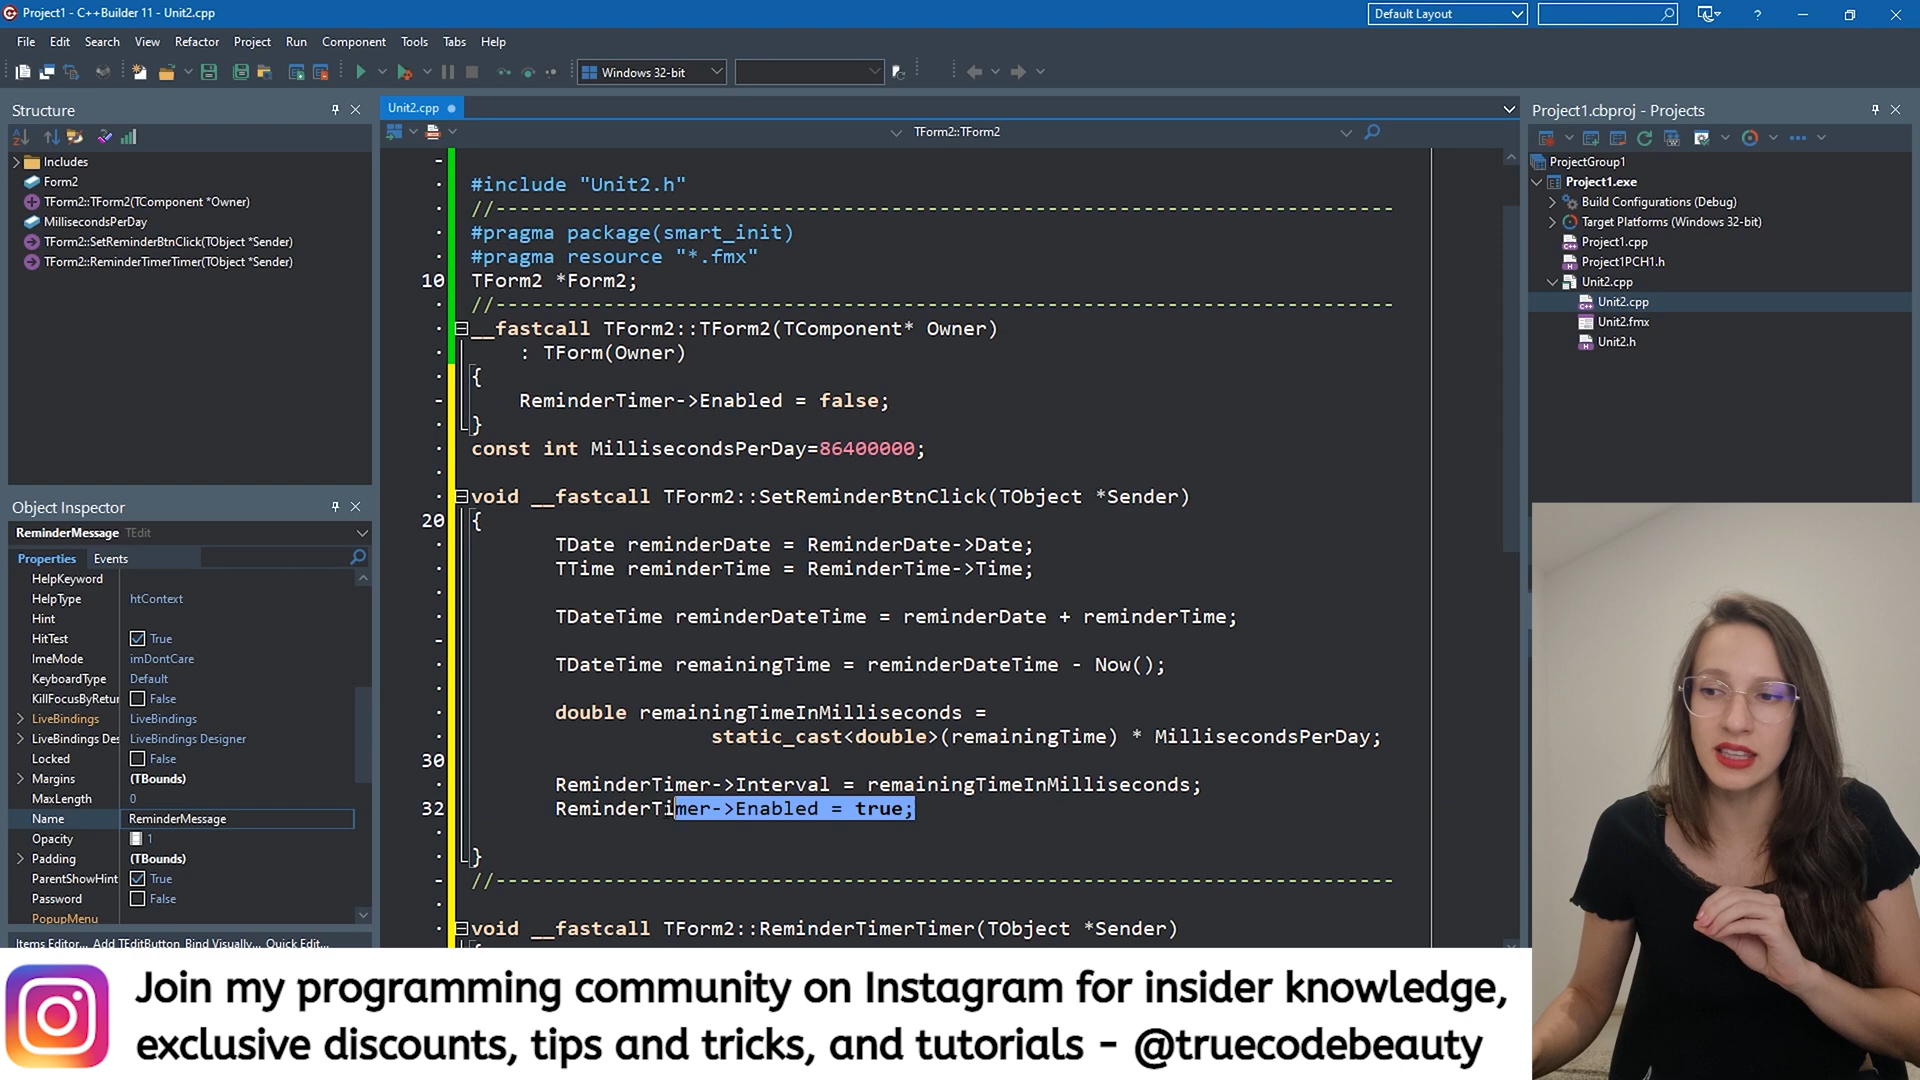 Project1 - C++Builder 11 - Unit2.cpp
Default Layout
?
File Edit Search View Refactor Project Run Component Tools Tabs Help
Windows 32-bit
Structure
Includes
Form2
TForm2::TForm2(TComponent *Owner)
MillisecondsPerDay
TForm2::SetReminderBtnClick(TObject *Sender)
TForm2::ReminderTimerTimer(TObject *Sender)
Object Inspector
ReminderMessage TEdit
Properties Events
HelpKeyword
HelpType htContext
Hint
HitTest True
ImeMode imDontCare
KeyboardType Default
KillFocusByRetur False
LiveBindings LiveBindings
LiveBindings Des LiveBindings Designer
Locked False
Margins (TBounds)
MaxLength 0
Name ReminderMessage
Opacity 1
Padding (TBounds)
ParentShowHint True
Password False
PopupMenu
Items Editor... Add TEditButton Bind Visually... Quick Edit...
Unit2.cpp
TForm2::TForm2
#include "Unit2.h"
//---------------------------------------------------------------------------
#pragma package(smart_init)
#pragma resource "*.fmx"
10 TForm2 *Form2;
//---------------------------------------------------------------------------
__fastcall TForm2::TForm2(TComponent* Owner)
: TForm(Owner)
{
ReminderTimer->Enabled = false;
}
const int MillisecondsPerDay=86400000;
void __fastcall TForm2::SetReminderBtnClick(TObject *Sender)
20 {
TDate reminderDate = ReminderDate->Date;
TTime reminderTime = ReminderTime->Time;
TDateTime reminderDateTime = reminderDate + reminderTime;
TDateTime remainingTime = reminderDateTime - Now();
double remainingTimeInMilliseconds =
static_cast<double>(remainingTime) * MillisecondsPerDay;
30
ReminderTimer->Interval = remainingTimeInMilliseconds;
32 ReminderTimer->Enabled = true;
}
//---------------------------------------------------------------------------
void __fastcall TForm2::ReminderTimerTimer(TObject *Sender)
Project1.cbproj - Projects
ProjectGroup1
Project1.exe
Build Configurations (Debug)
Target Platforms (Windows 32-bit)
Project1.cpp
Project1PCH1.h
Unit2.cpp
Unit2.cpp
Unit2.fmx
Unit2.h
Join my programming community on Instagram for insider knowledge,
exclusive discounts, tips and tricks, and tutorials - @truecodebeauty